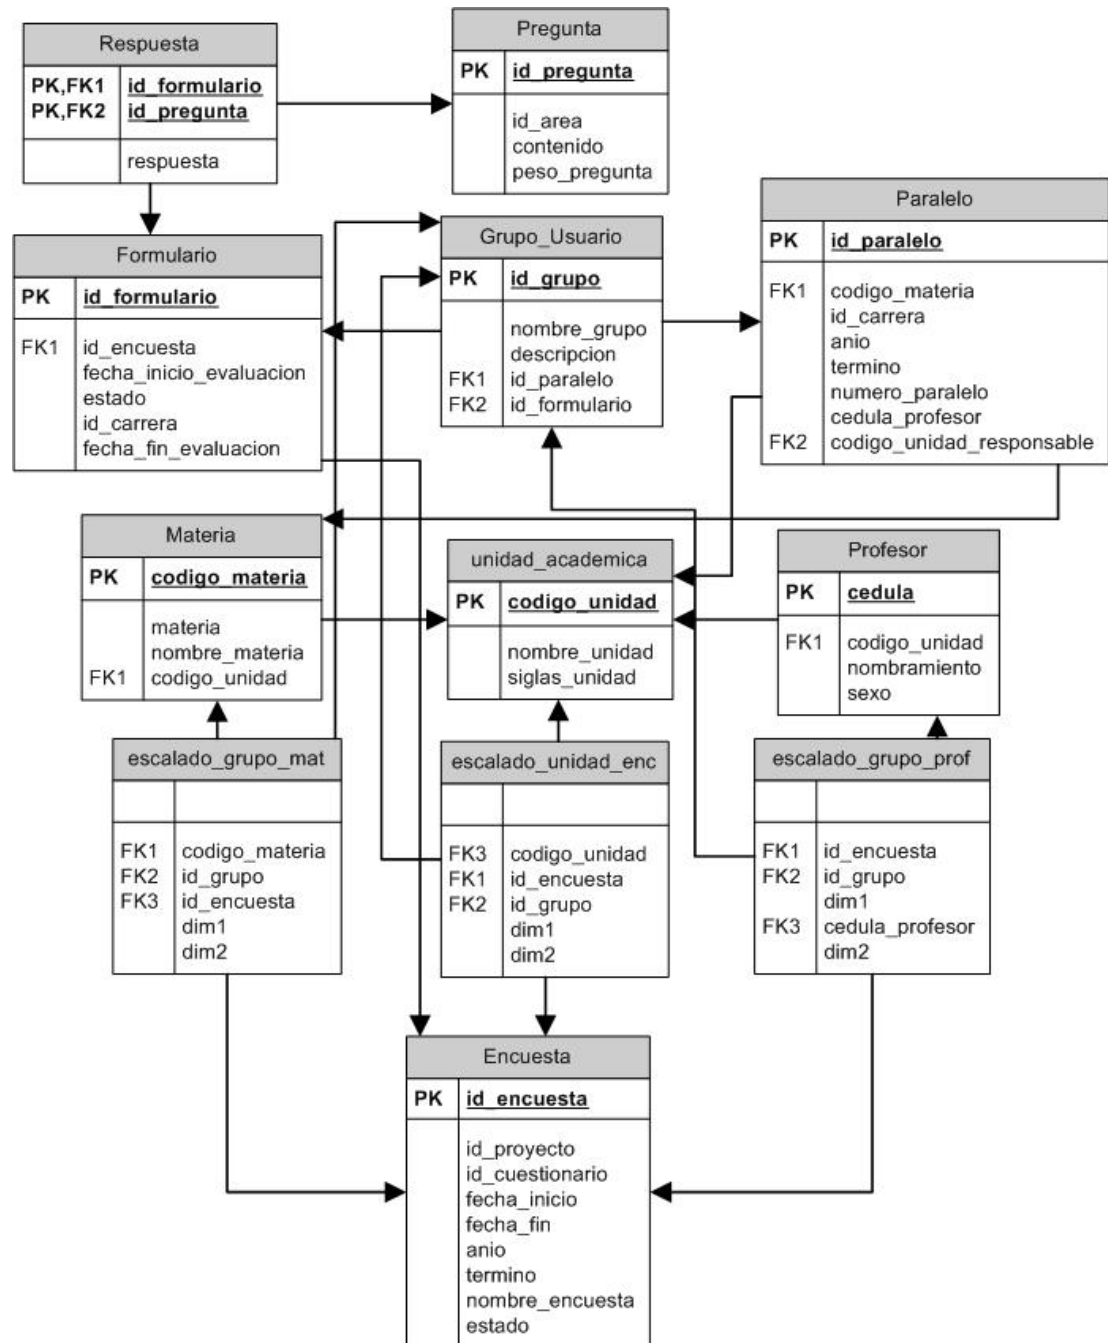 Respuesta
PK,FK1 id_formulario
PK,FK2 id_pregunta
respuesta
Pregunta
PK id_pregunta
id_area
contenido
peso_pregunta
Formulario
PK id_formulario
FK1 id_encuesta
fecha_inicio_evaluacion
estado
id_carrera
fecha_fin_evaluacion
Grupo_Usuario
PK id_grupo
nombre_grupo
descripcion
FK1 id_paralelo
FK2 id_formulario
Paralelo
PK id_paralelo
FK1 codigo_materia
id_carrera
anio
termino
numero_paralelo
cedula_profesor
FK2 codigo_unidad_responsable
Materia
PK codigo_materia
materia
nombre_materia
FK1 codigo_unidad
unidad_academica
PK codigo_unidad
nombre_unidad
siglas_unidad
Profesor
PK cedula
FK1 codigo_unidad
nombramiento
sexo
escalado_grupo_mat
FK1 codigo_materia
FK2 id_grupo
FK3 id_encuesta
dim1
dim2
escalado_unidad_enc
FK3 codigo_unidad
FK1 id_encuesta
FK2 id_grupo
dim1
dim2
escalado_grupo_prof
FK1 id_encuesta
FK2 id_grupo
dim1
FK3 cedula_profesor
dim2
Encuesta
PK id_encuesta
id_proyecto
id_cuestionario
fecha_inicio
fecha_fin
anio
termino
nombre_encuesta
estado